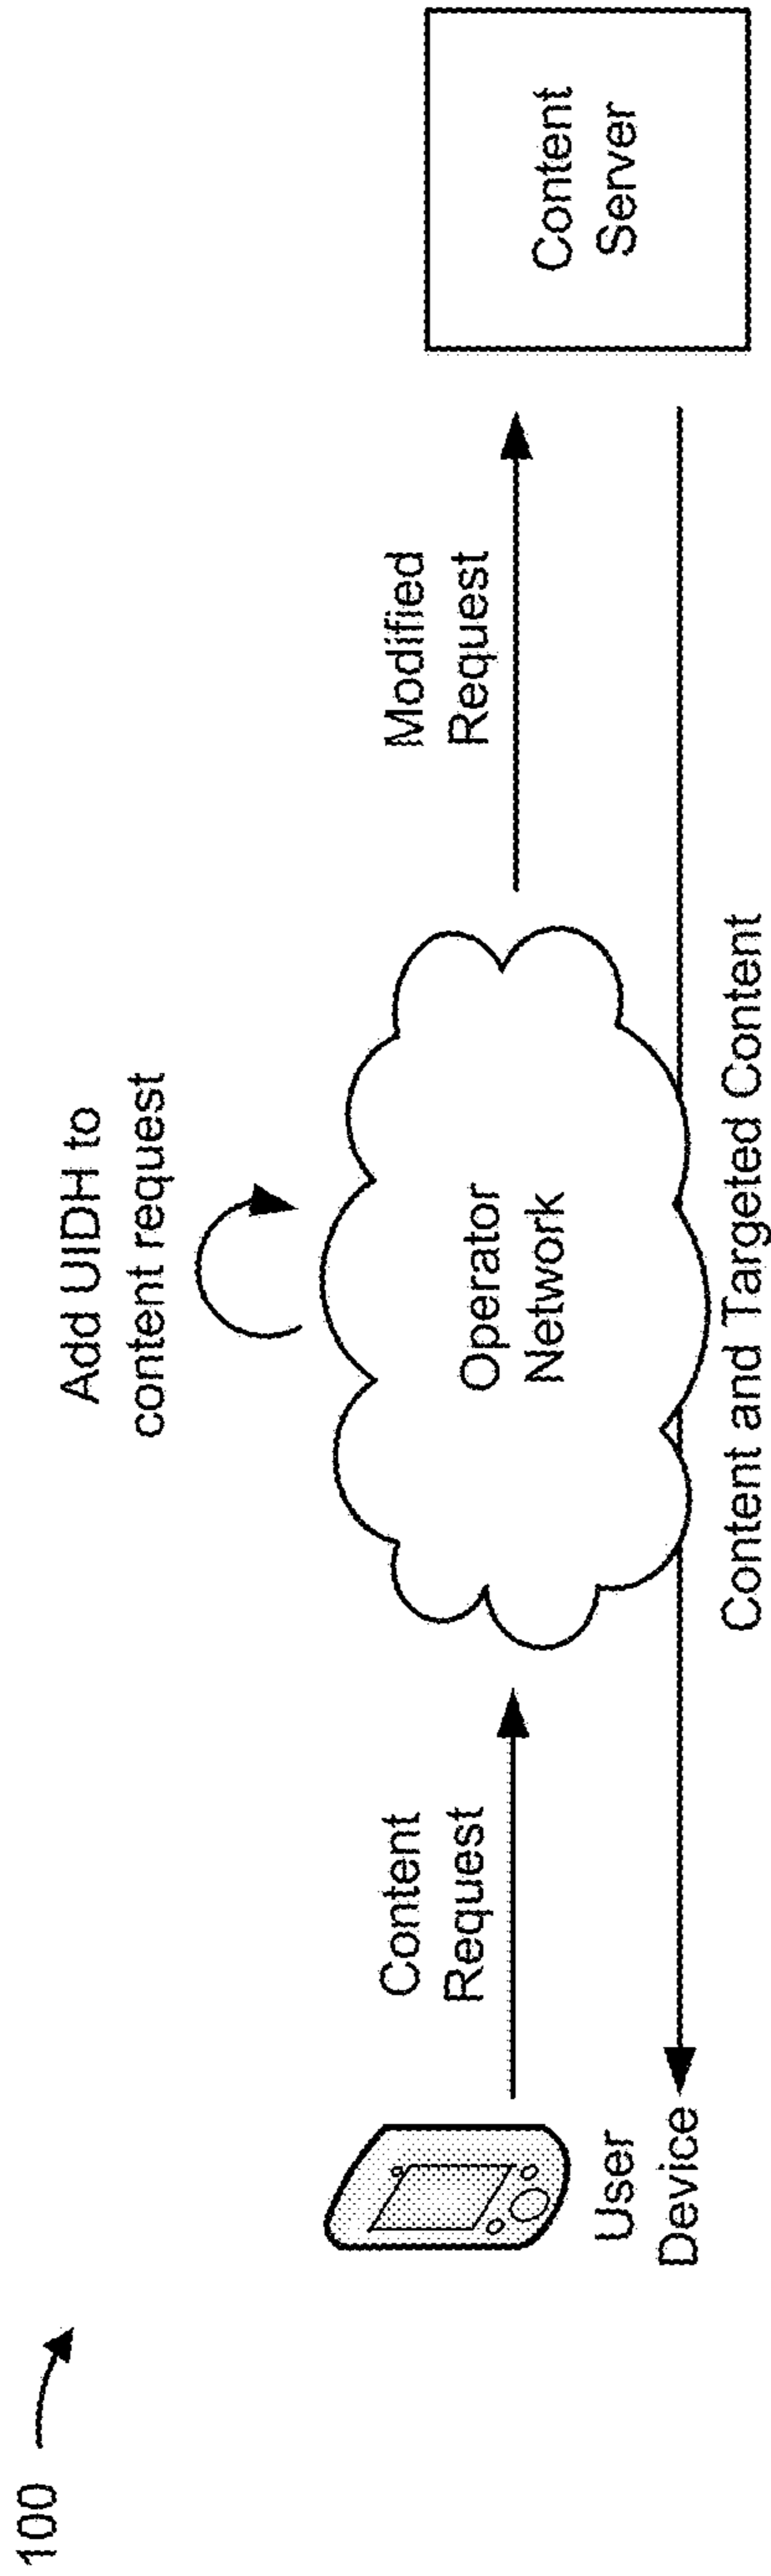 100
Add UIDH to
content request
Content
Request
Modified
Request
User
Device
Operator
Network
Content
Server
Content and Targeted Content